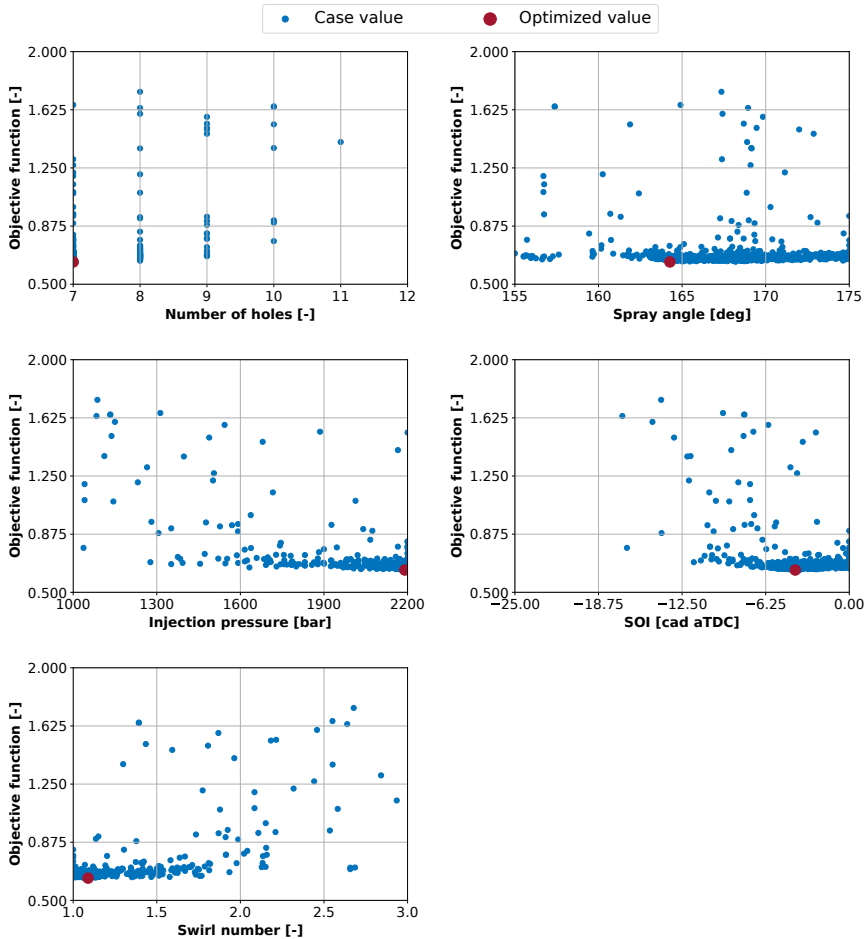 Case value Optimized value
2.000
1.625
1.250
0.875
0.500
Objective function [-]
7 8 9 10 11 12
Number of holes [-]
2.000
1.625
1.250
0.875
0.500
Objective function [-]
155 160 165 170 175
Spray angle [deg]
2.000
1.625
1.250
0.875
0.500
Objective function [-]
1000 1300 1600 1900 2200
Injection pressure [bar]
2.000
1.625
1.250
0.875
0.500
Objective function [-]
−25.00 −18.75 −12.50 −6.25 0.00
SOI [cad aTDC]
2.000
1.625
1.250
0.875
0.500
Objective function [-]
1.0 1.5 2.0 2.5 3.0
Swirl number [-]